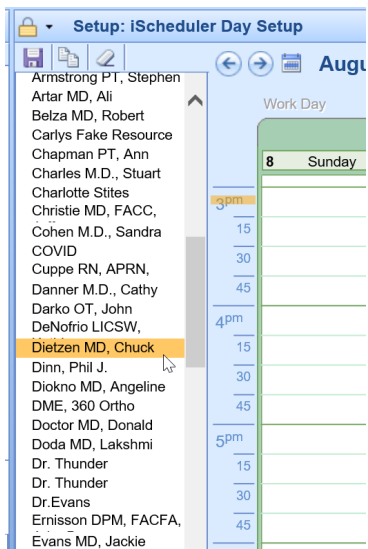 Setup: iScheduler Day Setup
Augu
Armstrong PT, Stephen
Artar MD, Ali
Belza MD, Robert
Carlys Fake Resource
Chapman PT, Ann
Charles M.D., Stuart
Charlotte Stites
Christie MD, FACC,
Cohen M.D., Sandra
COVID
Cuppe RN, APRN,
Danner M.D., Cathy
Darko OT, John
DeNofrio LICSW,
Dietzen MD, Chuck
Dinn, Phil J.
Diokno MD, Angeline
DME, 360 Ortho
Doctor MD, Donald
Doda MD, Lakshmi
Dr. Thunder
Dr. Thunder
Dr.Evans
Ernisson DPM, FACFA,
Evans MD, Jackie
Work Day
8 Sunday
3pm
15
30
45
4pm
15
30
45
5pm
15
30
45